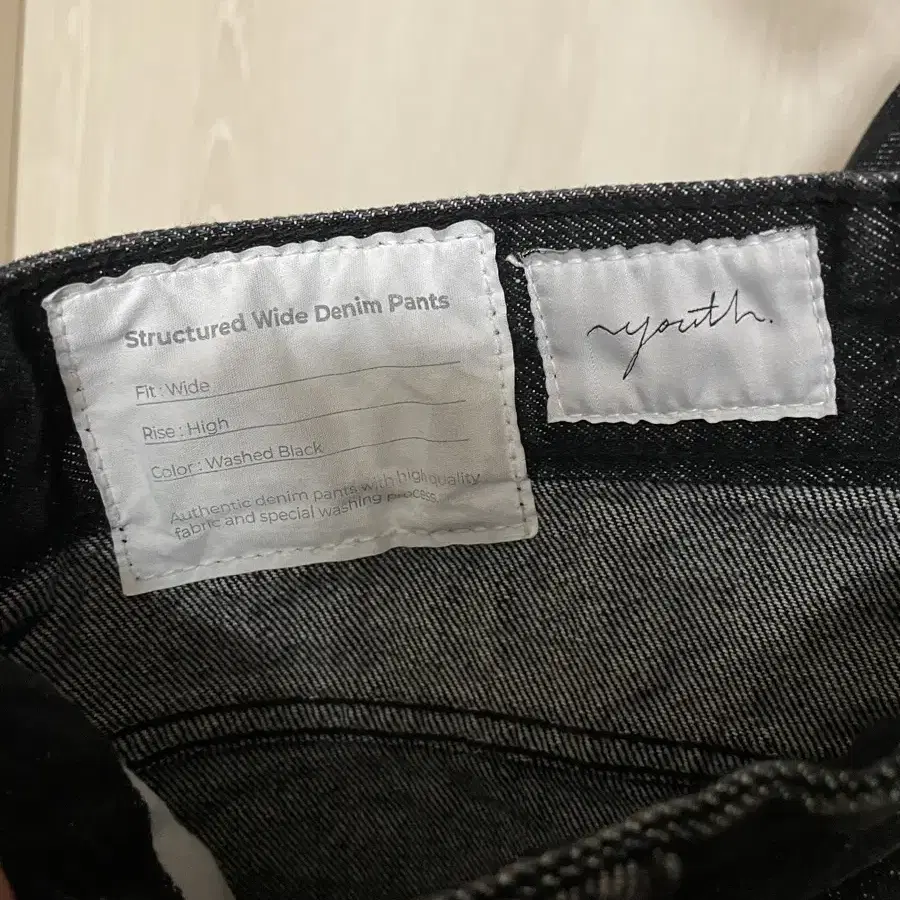 Structured Wide Denim Pants
Fit : Wide
Rise : High
Color : Washed Black
Authentic denim pants with high quality
fabric and special washing process.
youth.